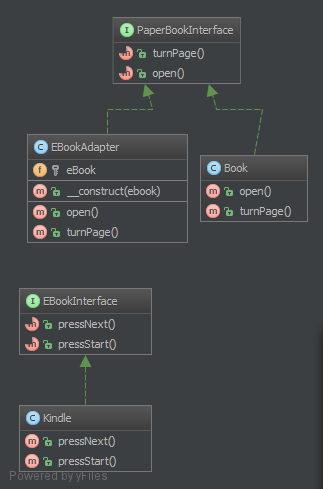 PaperBookInterface
turnPage()
open()
EBookAdapter
eBook
__construct(ebook)
open()
turnPage()
Book
open()
turnPage()
EBookInterface
pressNext()
pressStart()
Kindle
pressNext()
pressStart()
Powered by yFiles